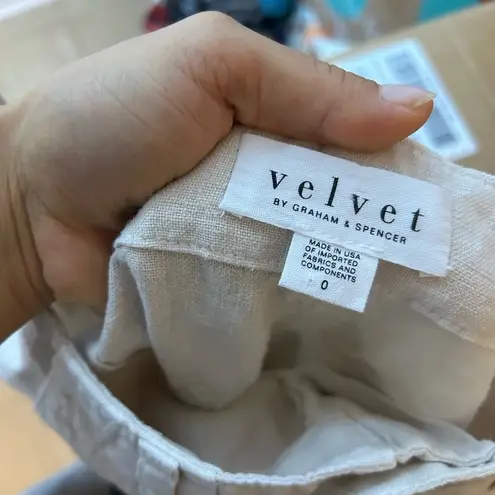 velvet
BY GRAHAM & SPENCER
MADE IN USA
OF IMPORTED
FABRICS AND
COMPONENTS
0